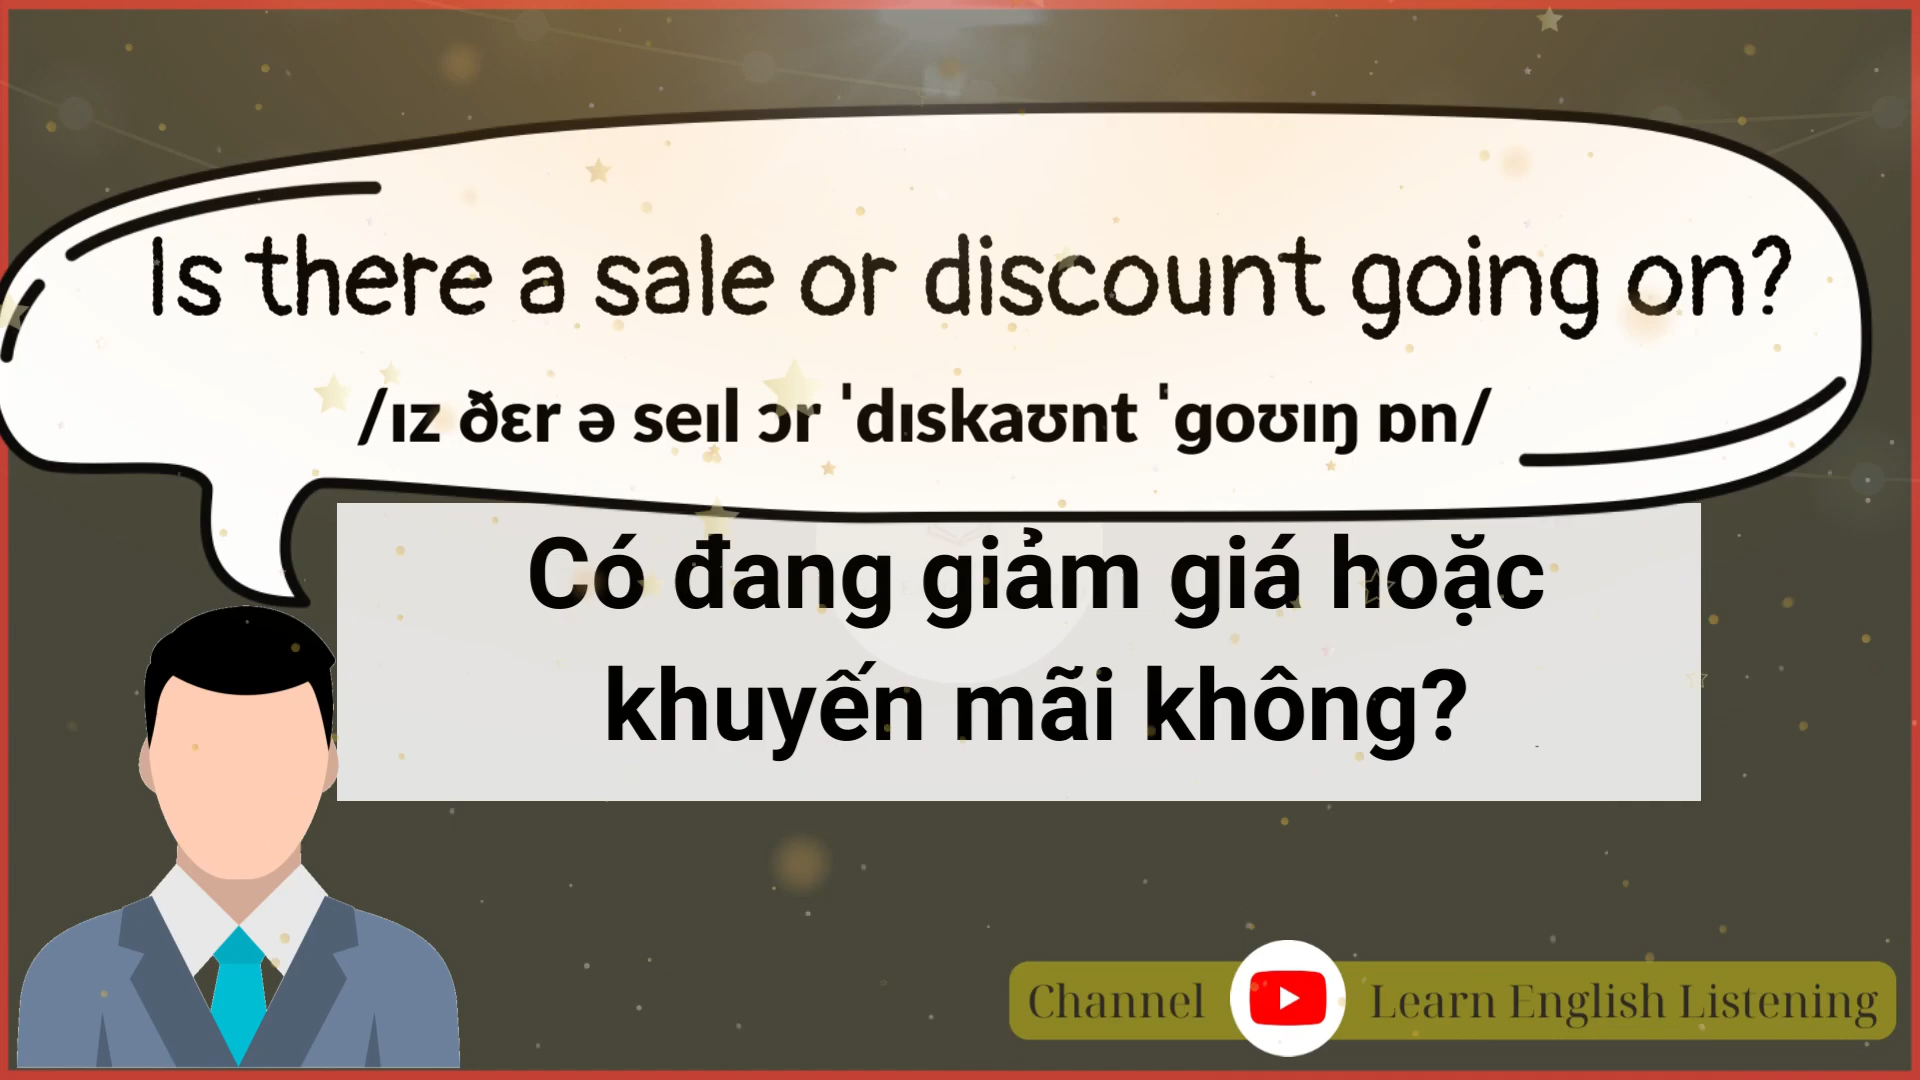 Is there a sale or discount going on?
/ɪz ðɛr ə seɪl ɔr ˈdɪskaʊnt ˈgoʊɪŋ ɒn/
Có đang giảm giá hoặc
khuyến mãi không?
Channel Learn English Listening